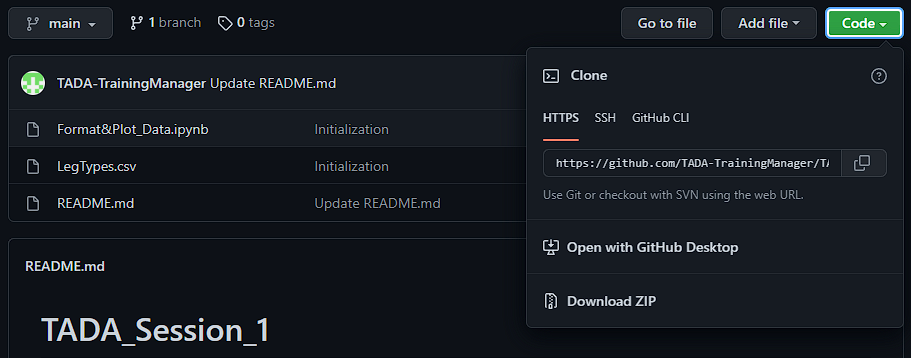 main
1 branch
0 tags
Go to file
Add file
Code
TADA-TrainingManager Update README.md
Format&Plot_Data.ipynb Initialization
LegTypes.csv Initialization
README.md Update README.md
Clone
HTTPS SSH GitHub CLI
https://github.com/TADA-TrainingManager/TA
Use Git or checkout with SVN using the web URL.
Open with GitHub Desktop
Download ZIP
README.md
TADA_Session_1